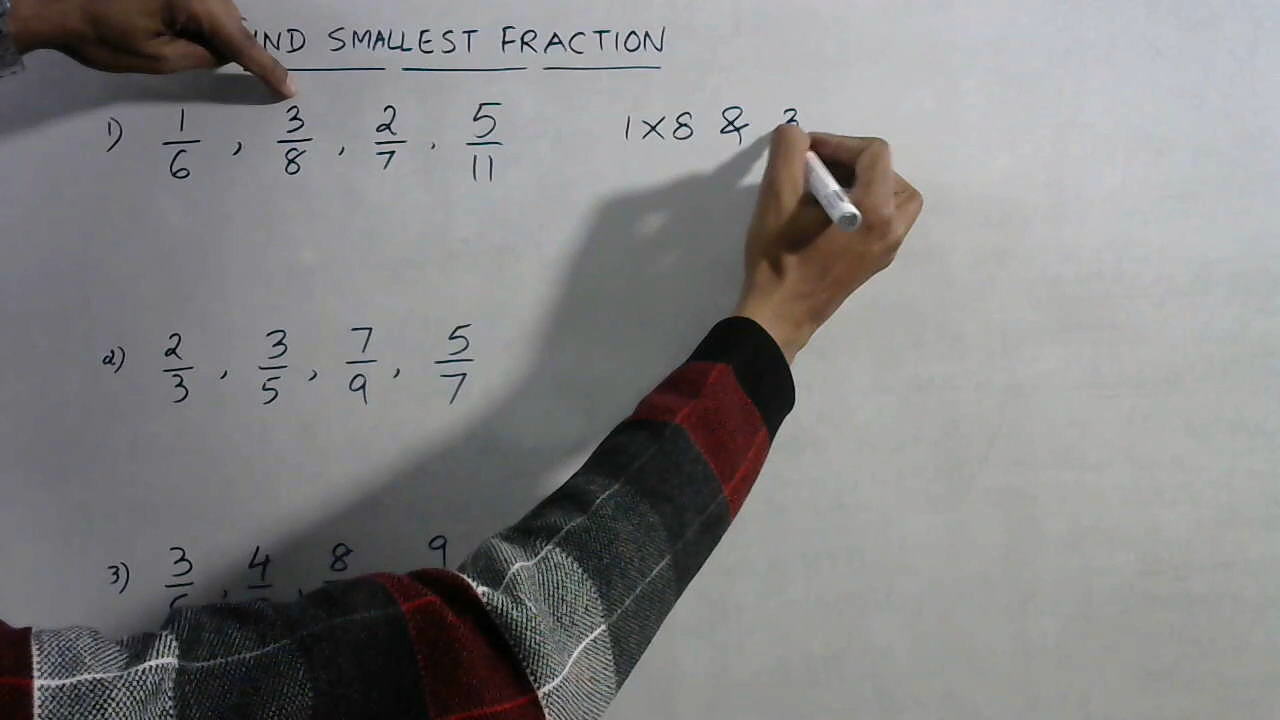 IND SMALLEST FRACTION
1) 1/6 , 3/8 , 2/7 , 5/11
1×8 & 3
2) 2/3 , 3/5 , 7/9 , 5/7
3) 3 , 4 , 8 9